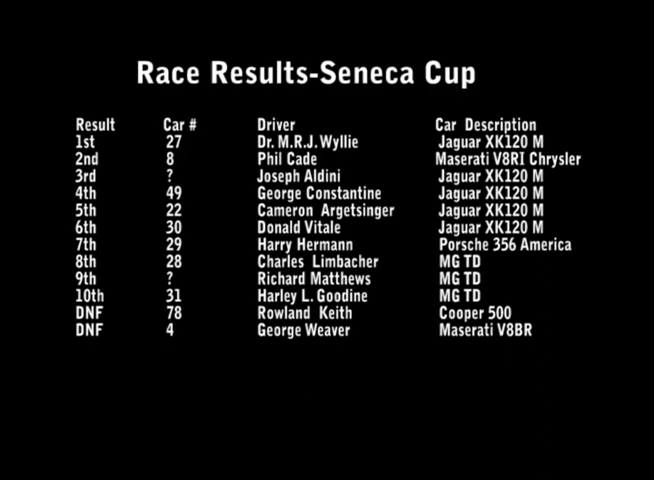 Race Results-Seneca Cup
Result Car # Driver Car Description
1st 27 Dr. M.R.J. Wyllie Jaguar XK120 M
2nd 8 Phil Cade Maserati V8RI Chrysler
3rd ? Joseph Aldini Jaguar XK120 M
4th 49 George Constantine Jaguar XK120 M
5th 22 Cameron Argetsinger Jaguar XK120 M
6th 30 Donald Vitale Jaguar XK120 M
7th 29 Harry Hermann Porsche 356 America
8th 28 Charles Limbacher MG TD
9th ? Richard Matthews MG TD
10th 31 Harley L. Goodine MG TD
DNF 78 Rowland Keith Cooper 500
DNF 4 George Weaver Maserati V8BR